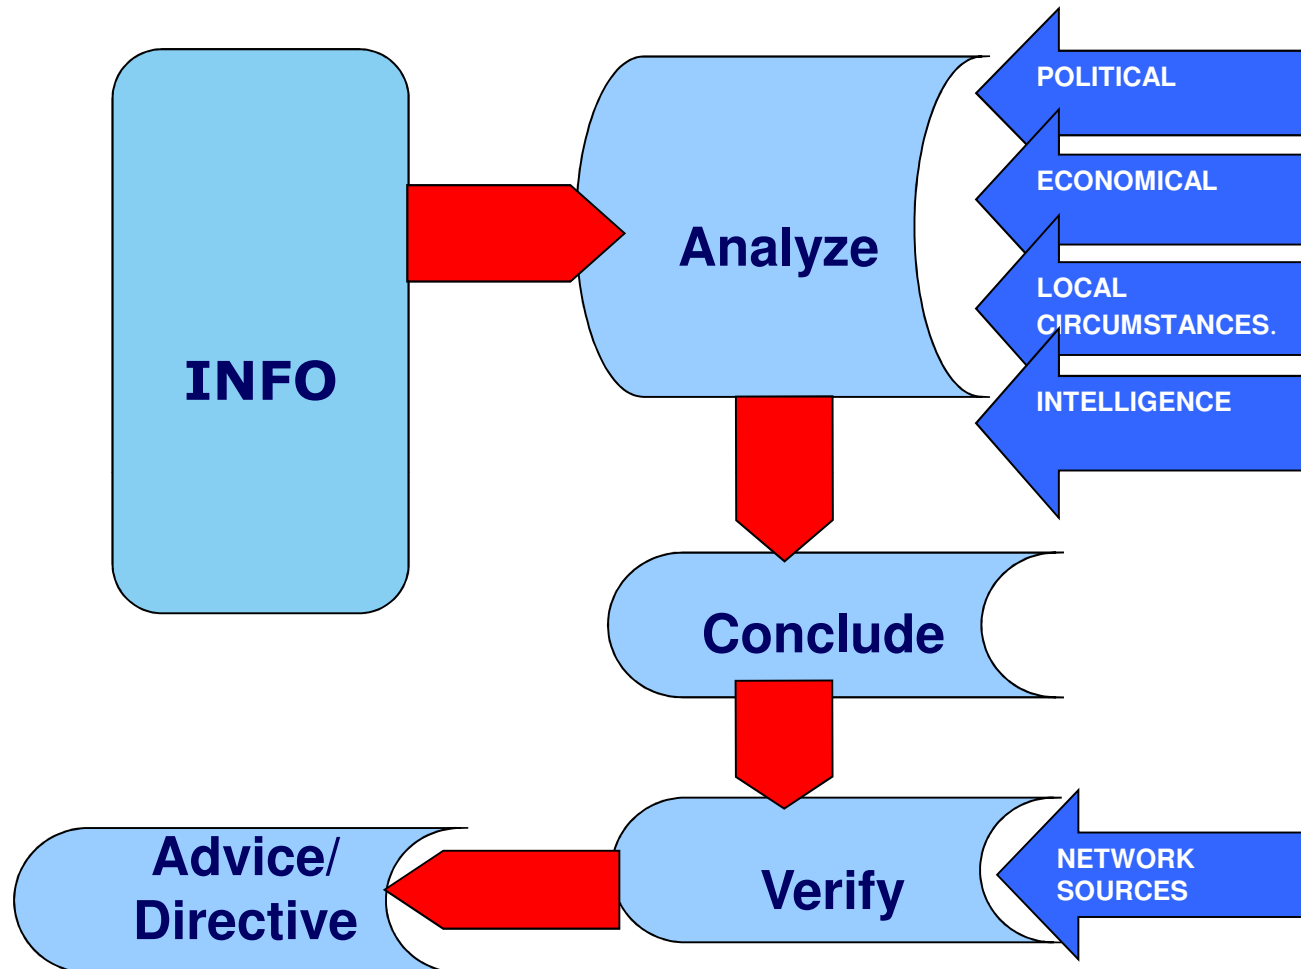 POLITICAL
ECONOMICAL
Analyze
LOCAL
CIRCUMSTANCES.
INFO
INTELLIGENCE
Conclude
Advice/
Directive
Verify
NETWORK
SOURCES